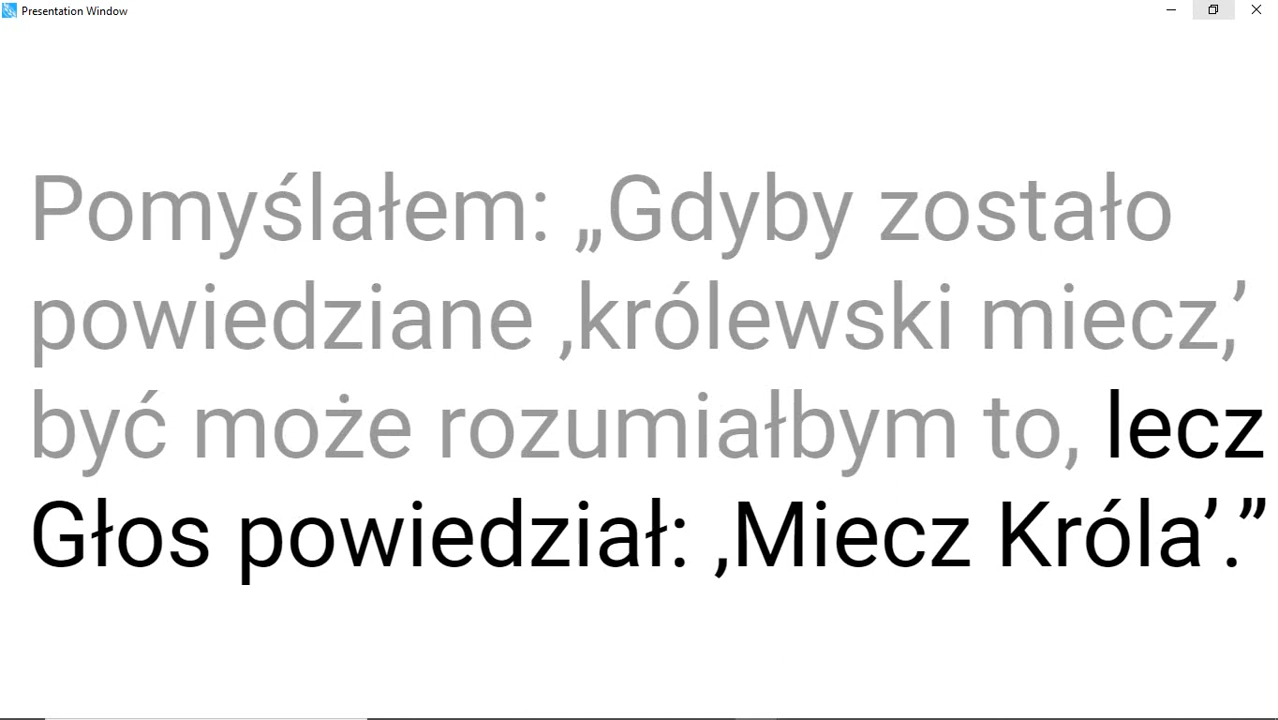 Presentation Window
Pomyślałem: „Gdyby zostało
powiedziane ‚królewski miecz,’
być może rozumiałbym to, lecz
Głos powiedział: ‚Miecz Króla’.”